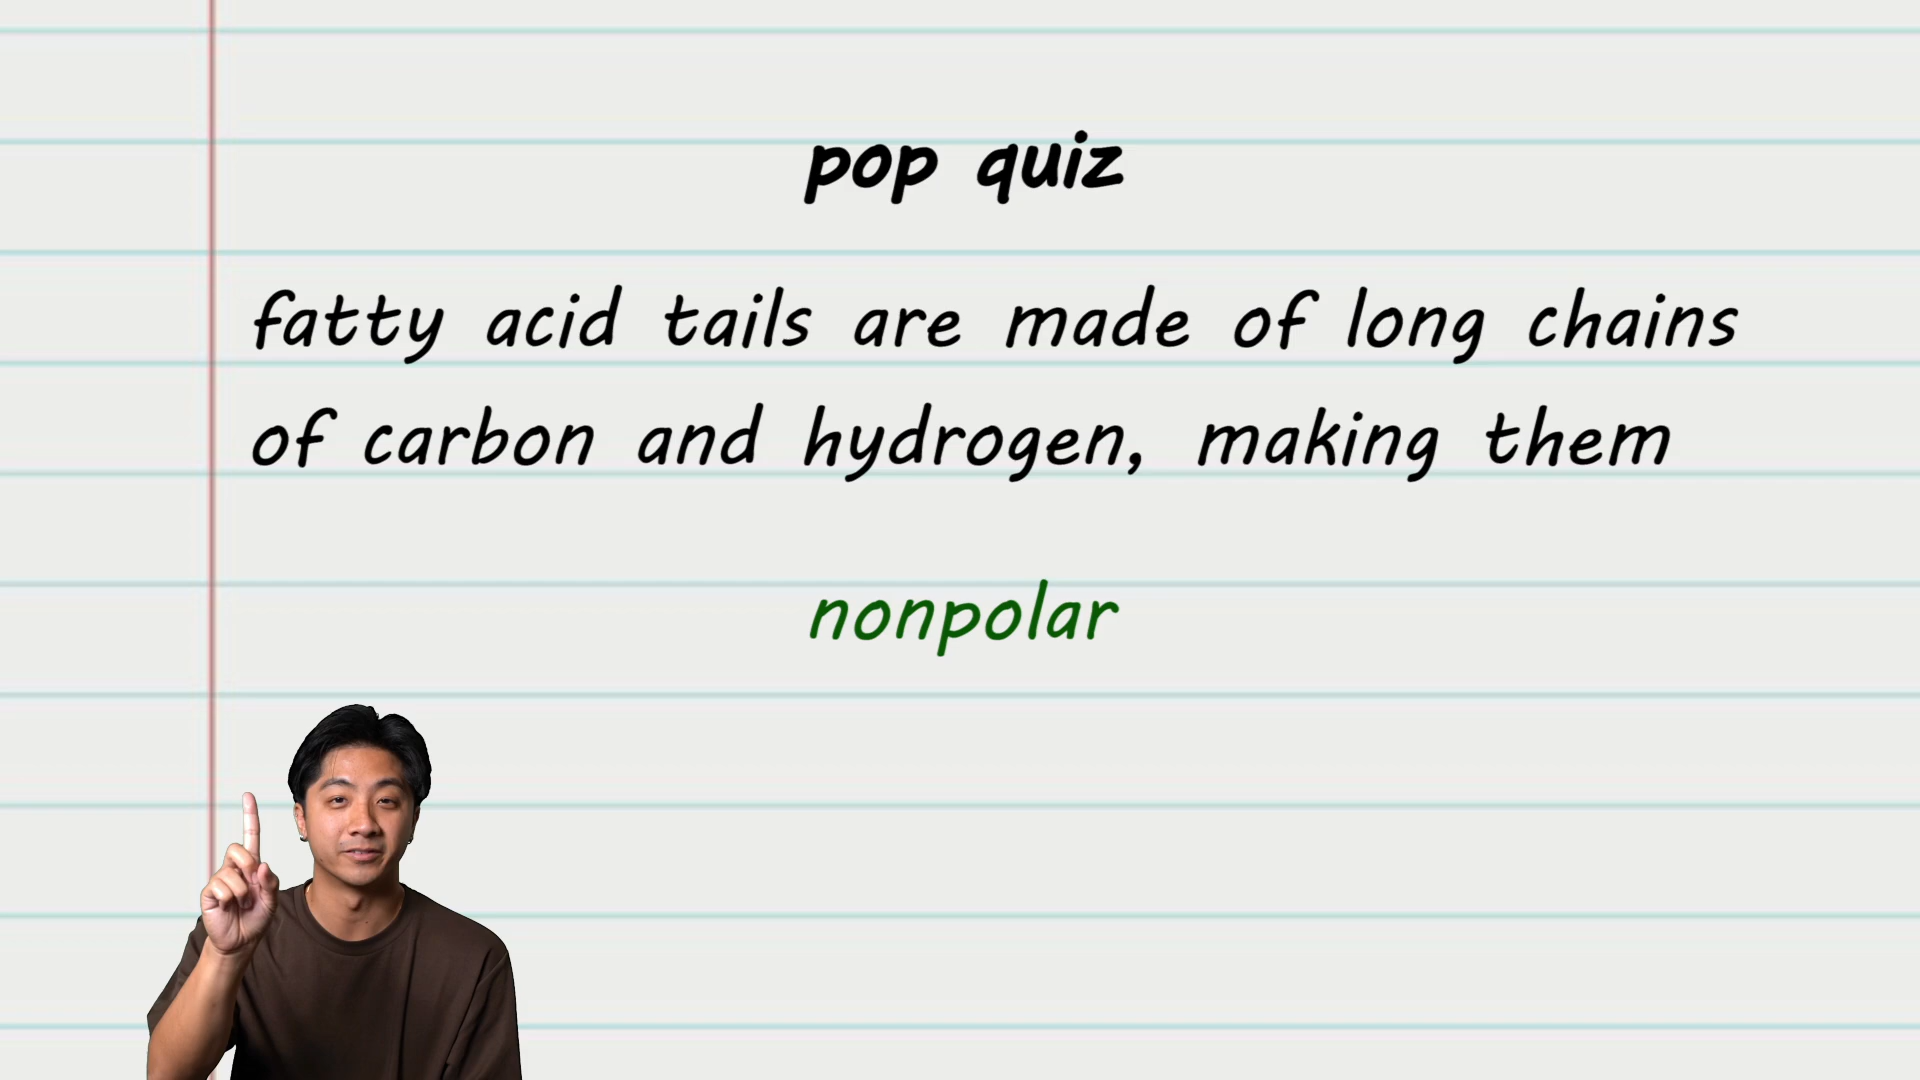 pop quiz
fatty acid tails are made of long chains
of carbon and hydrogen, making them
nonpolar